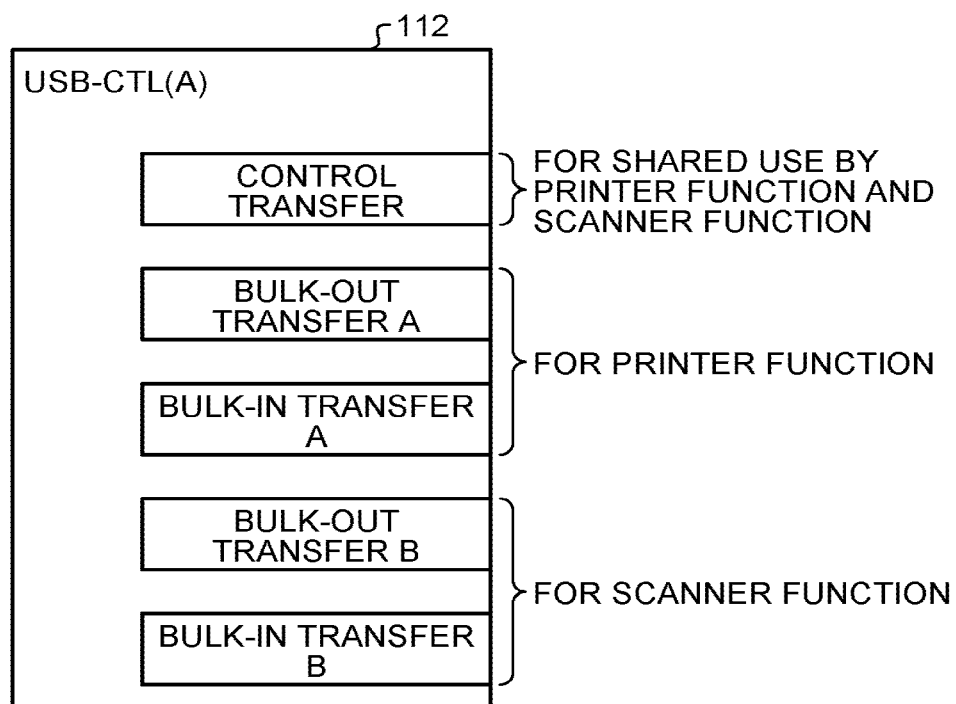 112
USB-CTL(A)
CONTROL
TRANSFER
FOR SHARED USE BY
PRINTER FUNCTION AND
SCANNER FUNCTION
BULK-OUT
TRANSFER A
BULK-IN TRANSFER
A
FOR PRINTER FUNCTION
BULK-OUT
TRANSFER B
BULK-IN TRANSFER
B
FOR SCANNER FUNCTION